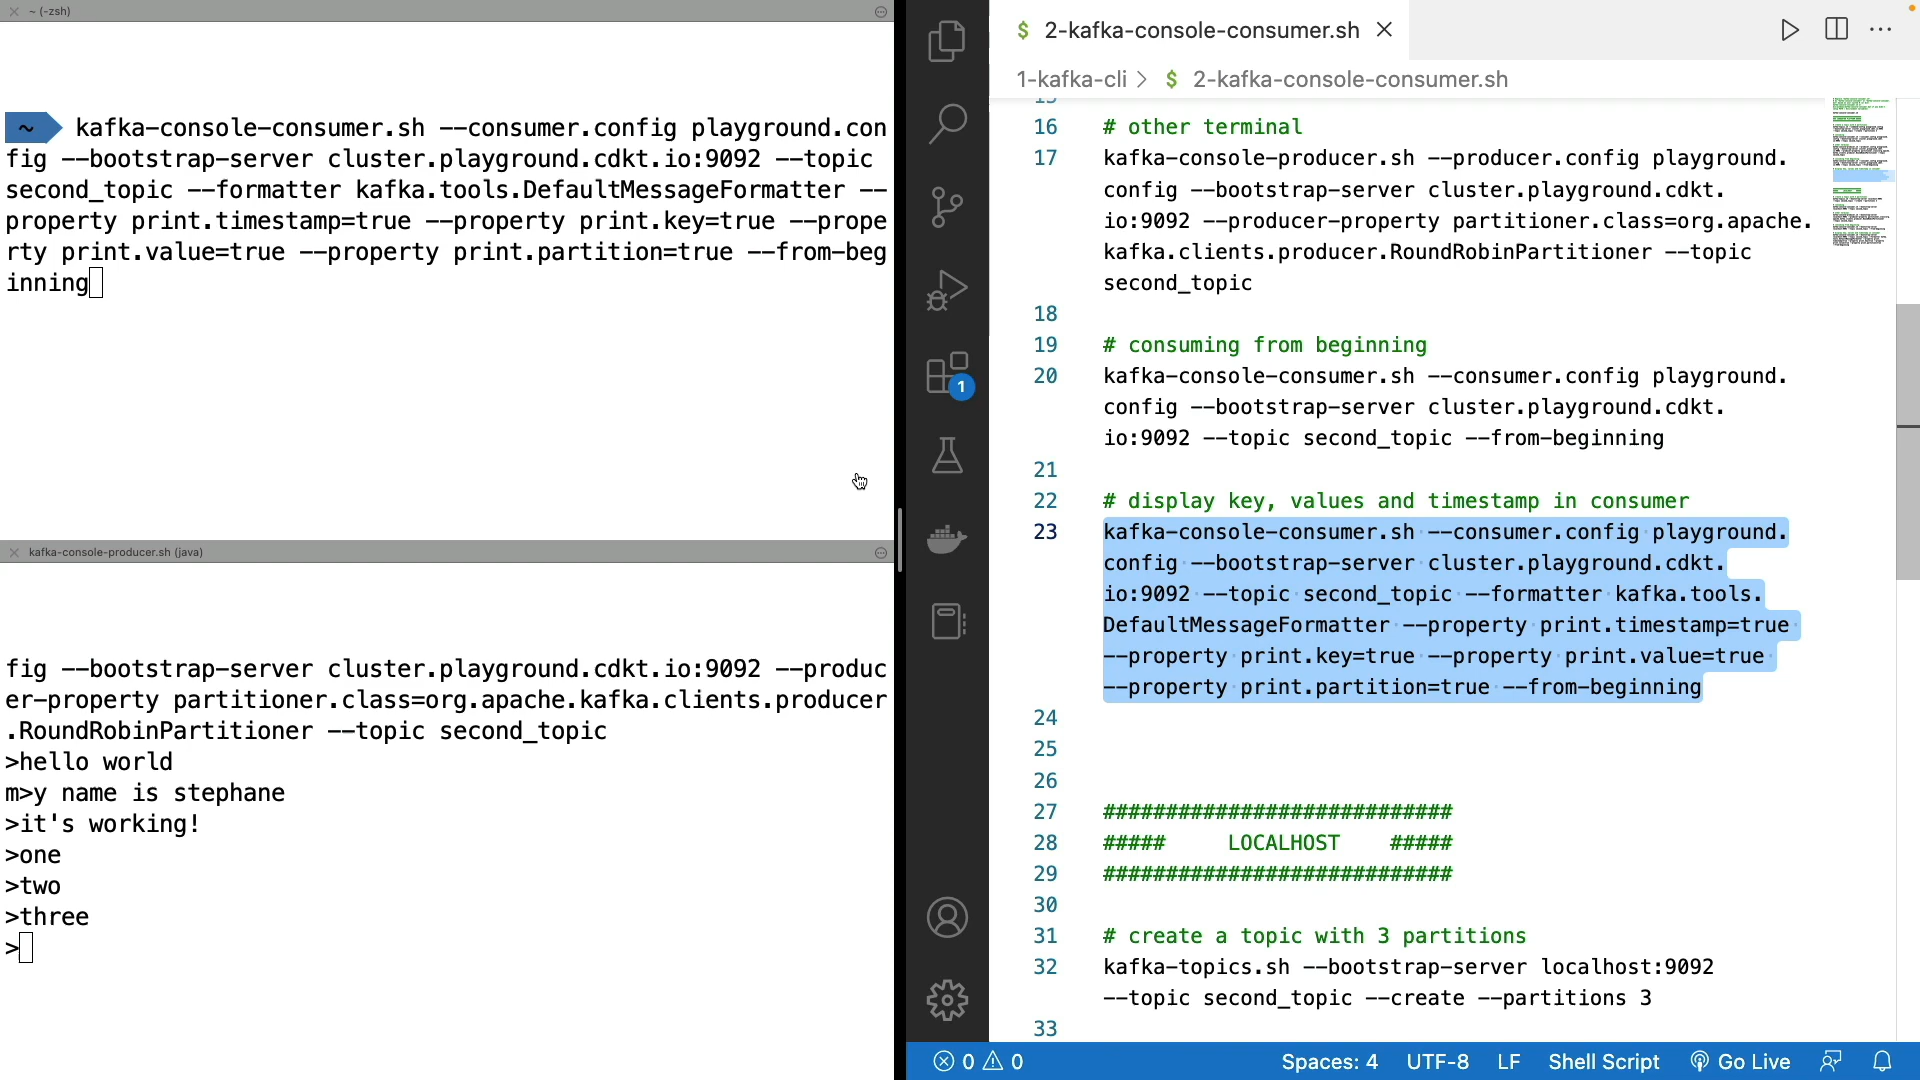 ~ (-zsh)
~ kafka-console-consumer.sh --consumer.config playground.con
fig --bootstrap-server cluster.playground.cdkt.io:9092 --topic
second_topic --formatter kafka.tools.DefaultMessageFormatter --
property print.timestamp=true --property print.key=true --prope
rty print.value=true --property print.partition=true --from-beg
inning
kafka-console-producer.sh (java)
fig --bootstrap-server cluster.playground.cdkt.io:9092 --produc
er-property partitioner.class=org.apache.kafka.clients.producer
.RoundRobinPartitioner --topic second_topic
>hello world
m>y name is stephane
>it's working!
>one
>two
>three
>
1
$ 2-kafka-console-consumer.sh
1-kafka-cli > $ 2-kafka-console-consumer.sh
15
16 # other terminal
17 kafka-console-producer.sh --producer.config playground.
config --bootstrap-server cluster.playground.cdkt.
io:9092 --producer-property partitioner.class=org.apache.
kafka.clients.producer.RoundRobinPartitioner --topic
second_topic
18
19 # consuming from beginning
20 kafka-console-consumer.sh --consumer.config playground.
config --bootstrap-server cluster.playground.cdkt.
io:9092 --topic second_topic --from-beginning
21
22 # display key, values and timestamp in consumer
23 kafka-console-consumer.sh --consumer.config playground.
config --bootstrap-server cluster.playground.cdkt.
io:9092 --topic second_topic --formatter kafka.tools.
DefaultMessageFormatter --property print.timestamp=true
--property print.key=true --property print.value=true
--property print.partition=true --from-beginning
24
25
26
27 ############################
28 ##### LOCALHOST #####
29 ############################
30
31 # create a topic with 3 partitions
32 kafka-topics.sh --bootstrap-server localhost:9092
--topic second_topic --create --partitions 3
33
0 0 Spaces: 4 UTF-8 LF Shell Script Go Live